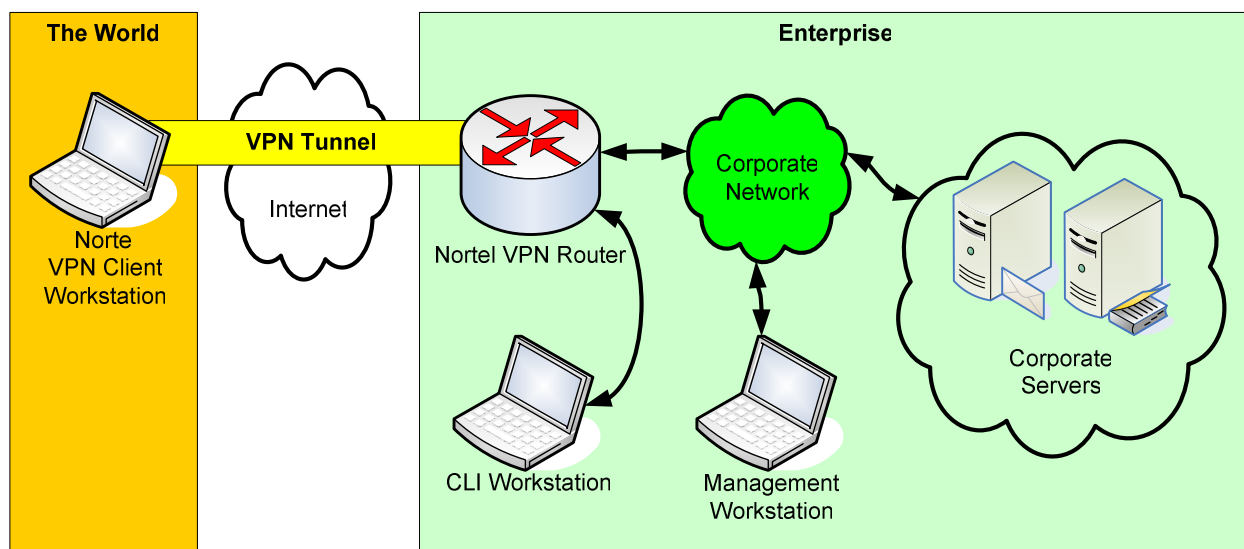 The World
Enterprise
VPN Tunnel
Internet
Norte
VPN Client
Workstation
Nortel VPN Router
Corporate
Network
Corporate
Servers
CLI Workstation
Management
Workstation